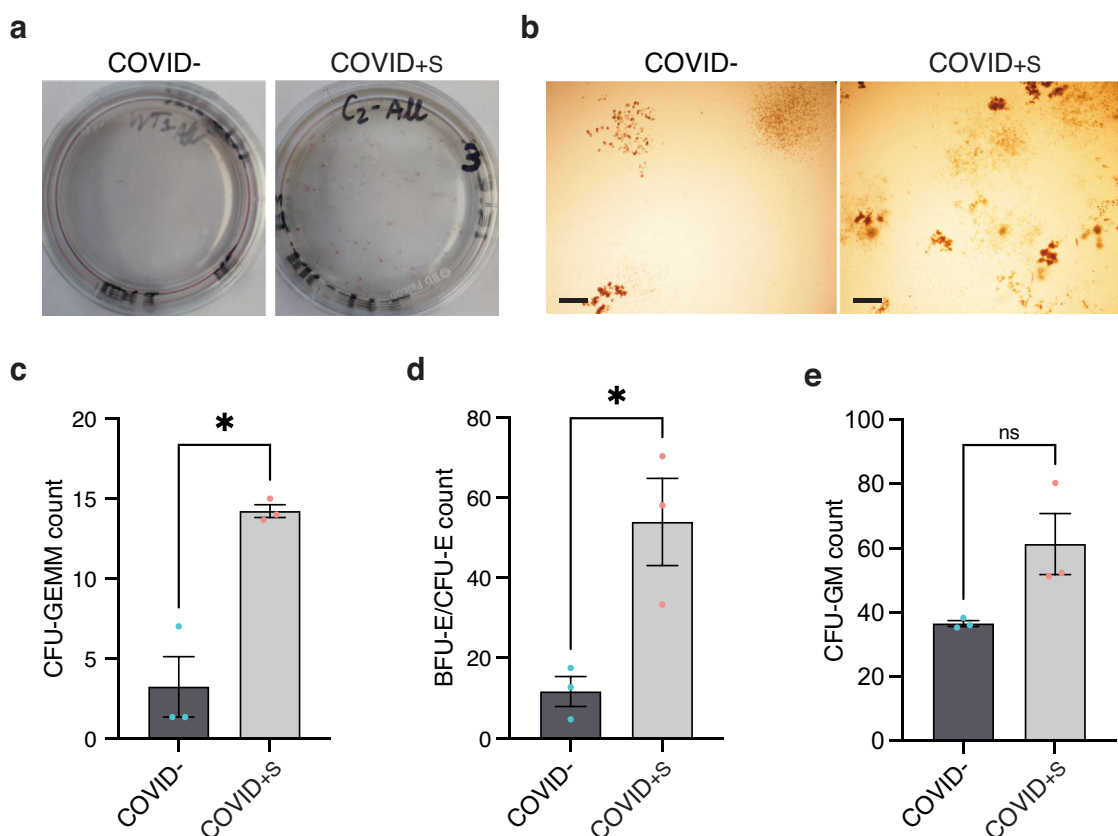 a
COVID-
COVID+S
C2-All
3
BD Falcon
b
COVID-
COVID+S
c
CFU-GEMM count
20
15
10
5
0
*
COVID-
COVID+S
d
BFU-E/CFU-E count
80
60
40
20
0
*
COVID-
COVID+S
e
CFU-GM count
100
80
60
40
20
0
ns
COVID-
COVID+S